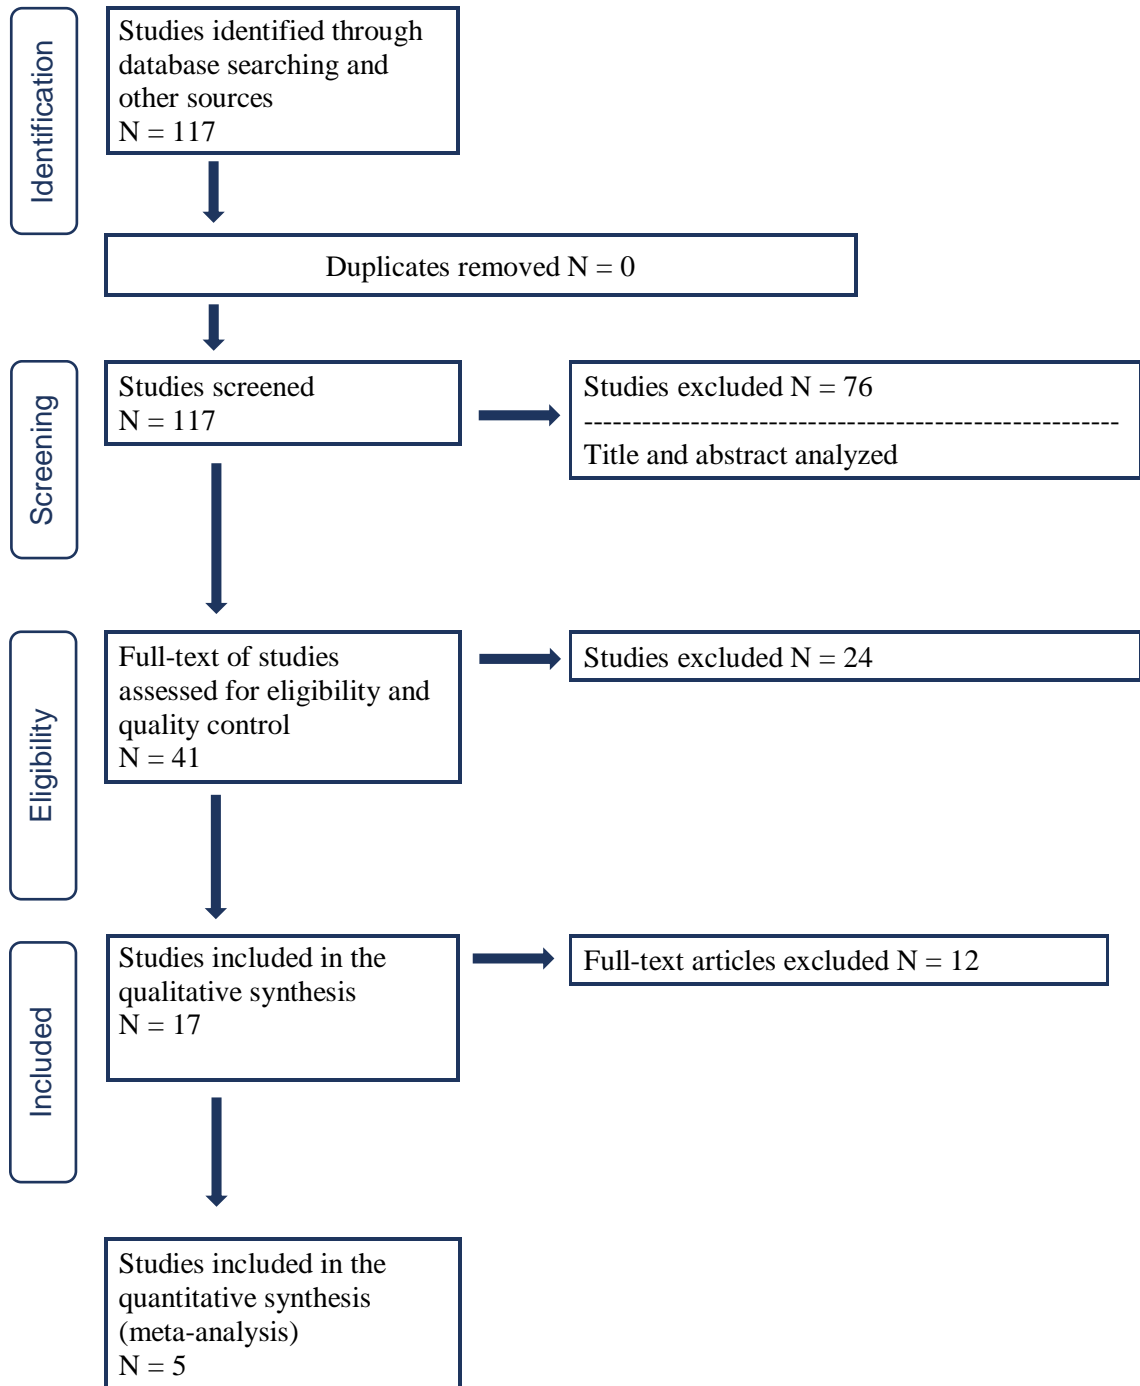 Identification
Studies identified through
database searching and
other sources
N = 117
Duplicates removed N = 0
Screening
Studies screened
N = 117
Studies excluded N = 76
-------------------------------------------------------
Title and abstract analyzed
Eligibility
Full-text of studies
assessed for eligibility and
quality control
N = 41
Studies excluded N = 24
Included
Studies included in the
qualitative synthesis
N = 17
Full-text articles excluded N = 12
Studies included in the
quantitative synthesis
(meta-analysis)
N = 5